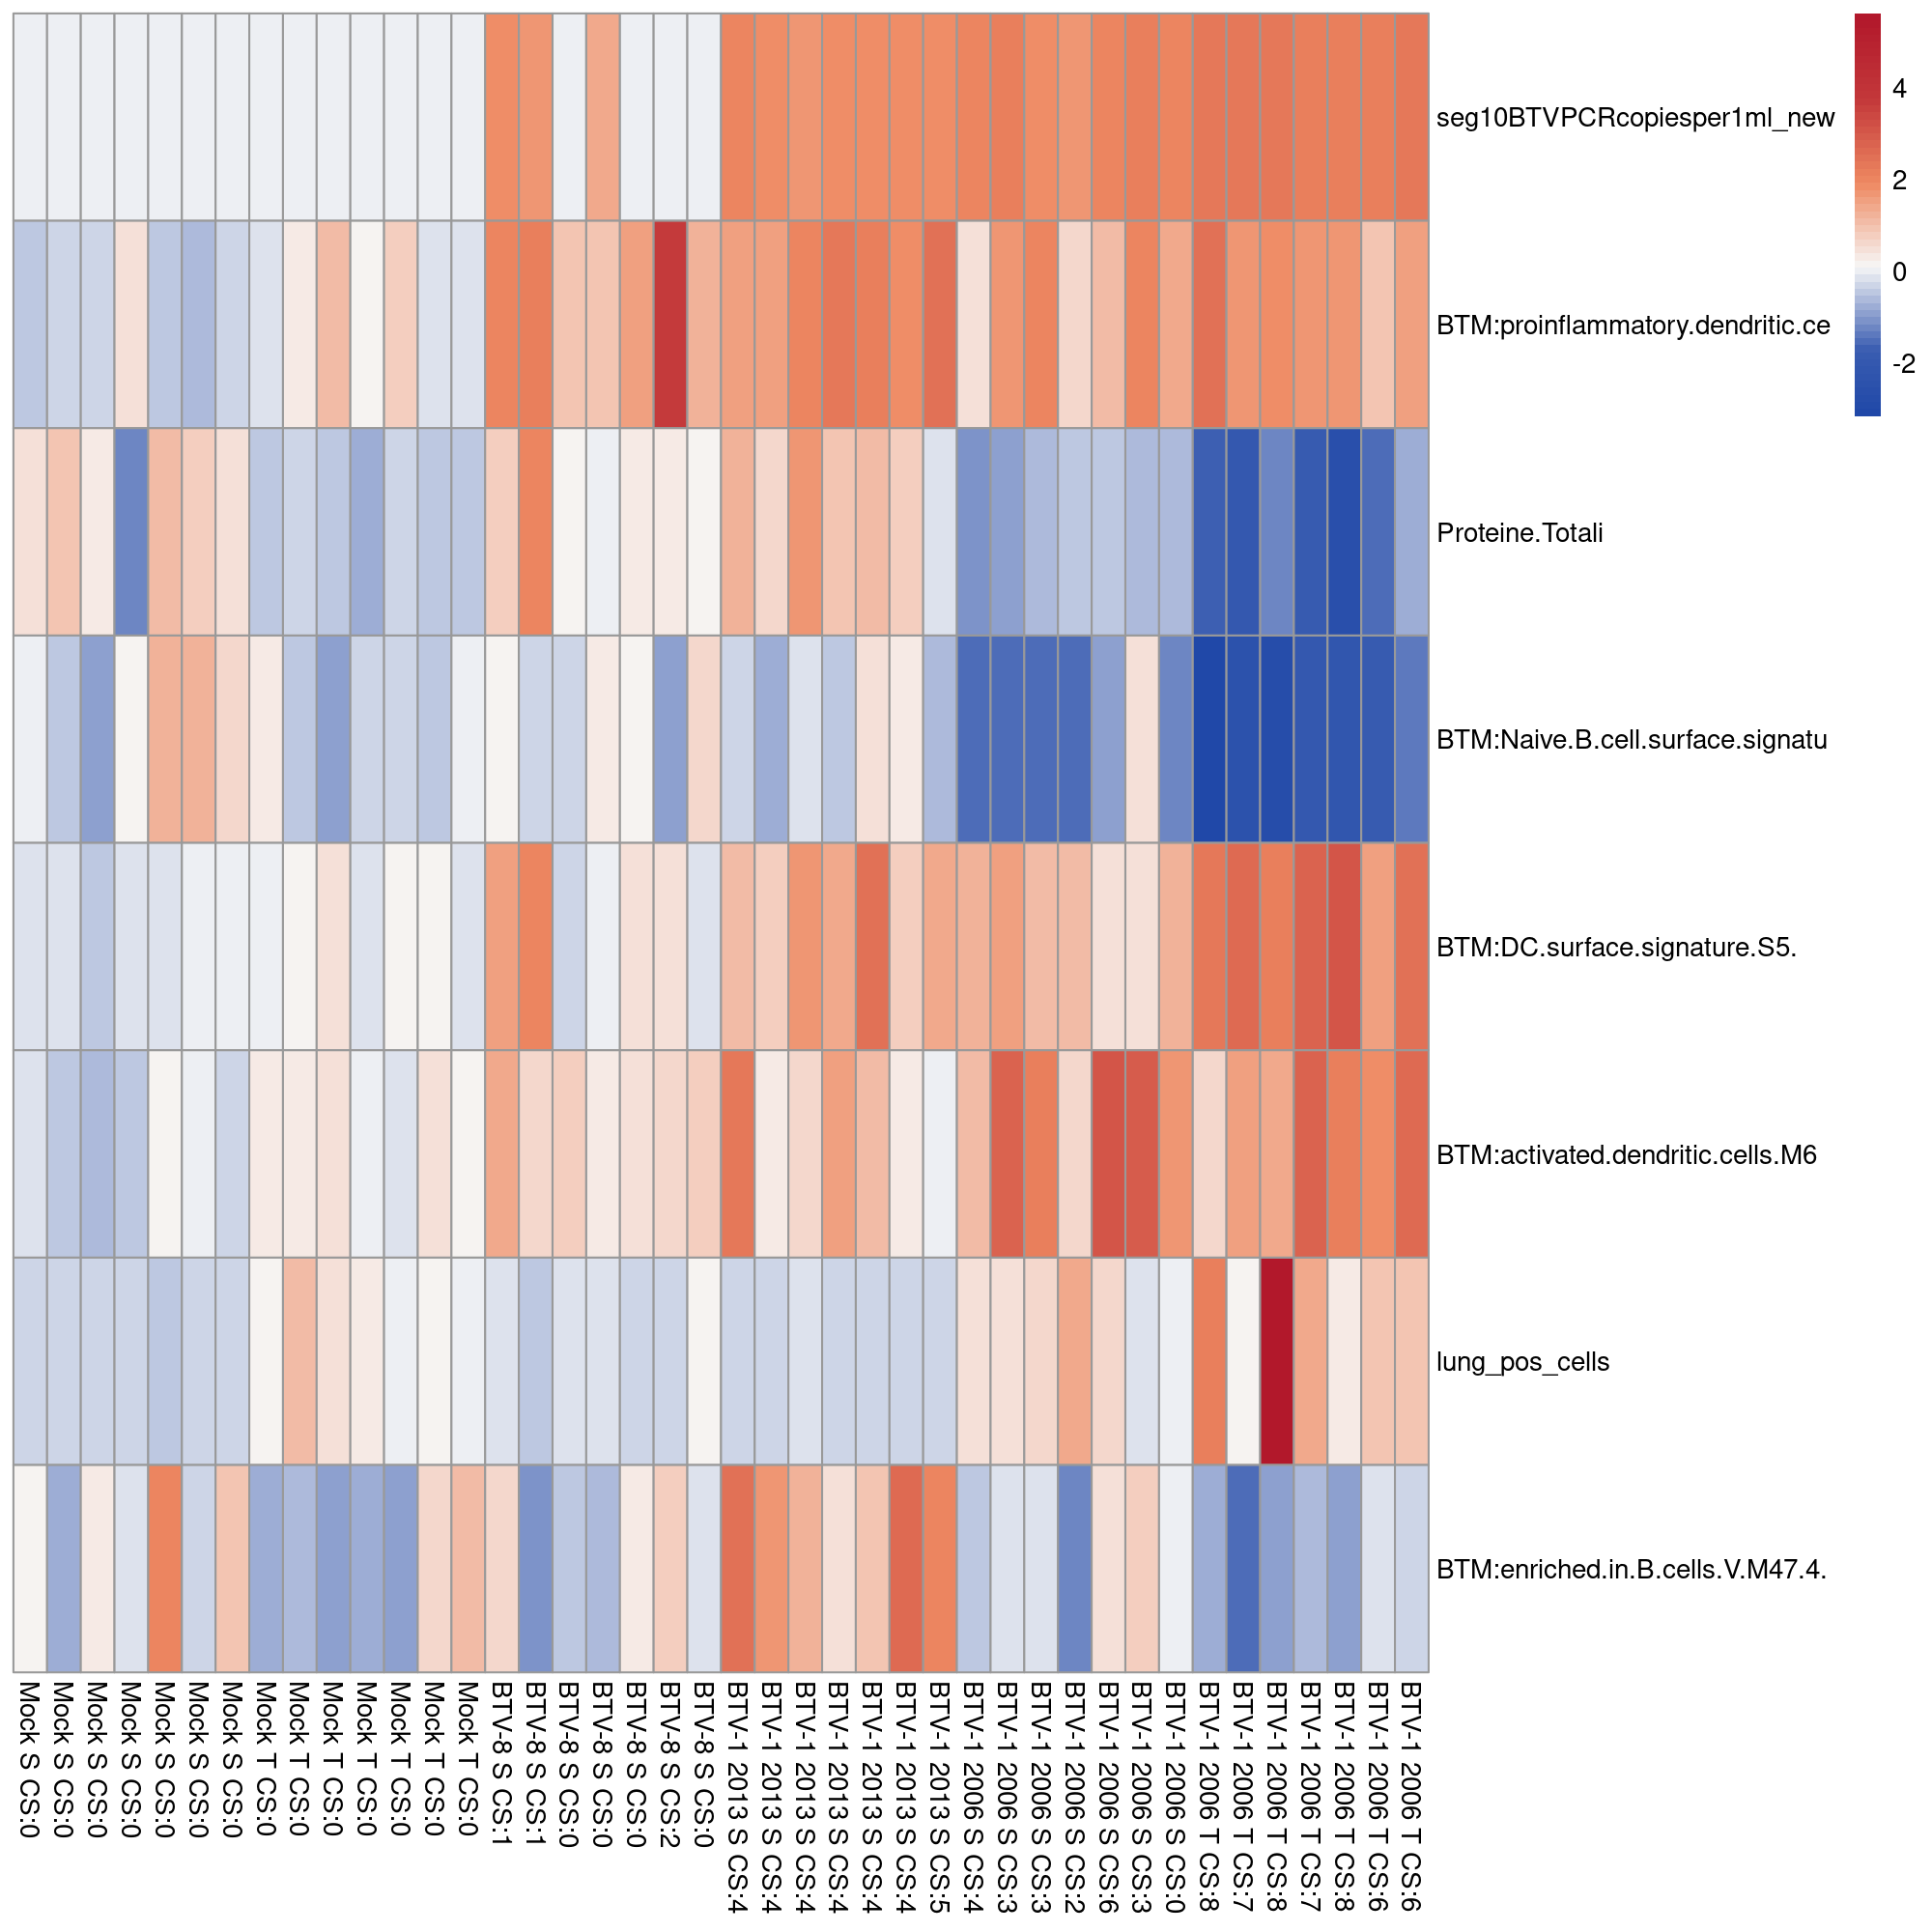 4
2
0
-2
seg10BTVPCRcopiesper1ml_new
BTM:proinflammatory.dendritic.ce
Proteine.Totali
BTM:Naive.B.cell.surface.signatu
BTM:DC.surface.signature.S5.
BTM:activated.dendritic.cells.M6
lung_pos_cells
BTM:enriched.in.B.cells.V.M47.4.
Mock S CS:0
Mock S CS:0
Mock S CS:0
Mock S CS:0
Mock S CS:0
Mock S CS:0
Mock S CS:0
Mock T CS:0
Mock T CS:0
Mock T CS:0
Mock T CS:0
Mock T CS:0
Mock T CS:0
Mock T CS:0
BTV-8 S CS:1
BTV-8 S CS:1
BTV-8 S CS:0
BTV-8 S CS:0
BTV-8 S CS:0
BTV-8 S CS:2
BTV-8 S CS:0
BTV-1 2013 S CS:4
BTV-1 2013 S CS:4
BTV-1 2013 S CS:4
BTV-1 2013 S CS:4
BTV-1 2013 S CS:4
BTV-1 2013 S CS:4
BTV-1 2013 S CS:5
BTV-1 2006 S CS:4
BTV-1 2006 S CS:3
BTV-1 2006 S CS:3
BTV-1 2006 S CS:2
BTV-1 2006 S CS:6
BTV-1 2006 S CS:3
BTV-1 2006 S CS:0
BTV-1 2006 T CS:8
BTV-1 2006 T CS:7
BTV-1 2006 T CS:8
BTV-1 2006 T CS:7
BTV-1 2006 T CS:8
BTV-1 2006 T CS:6
BTV-1 2006 T CS:6